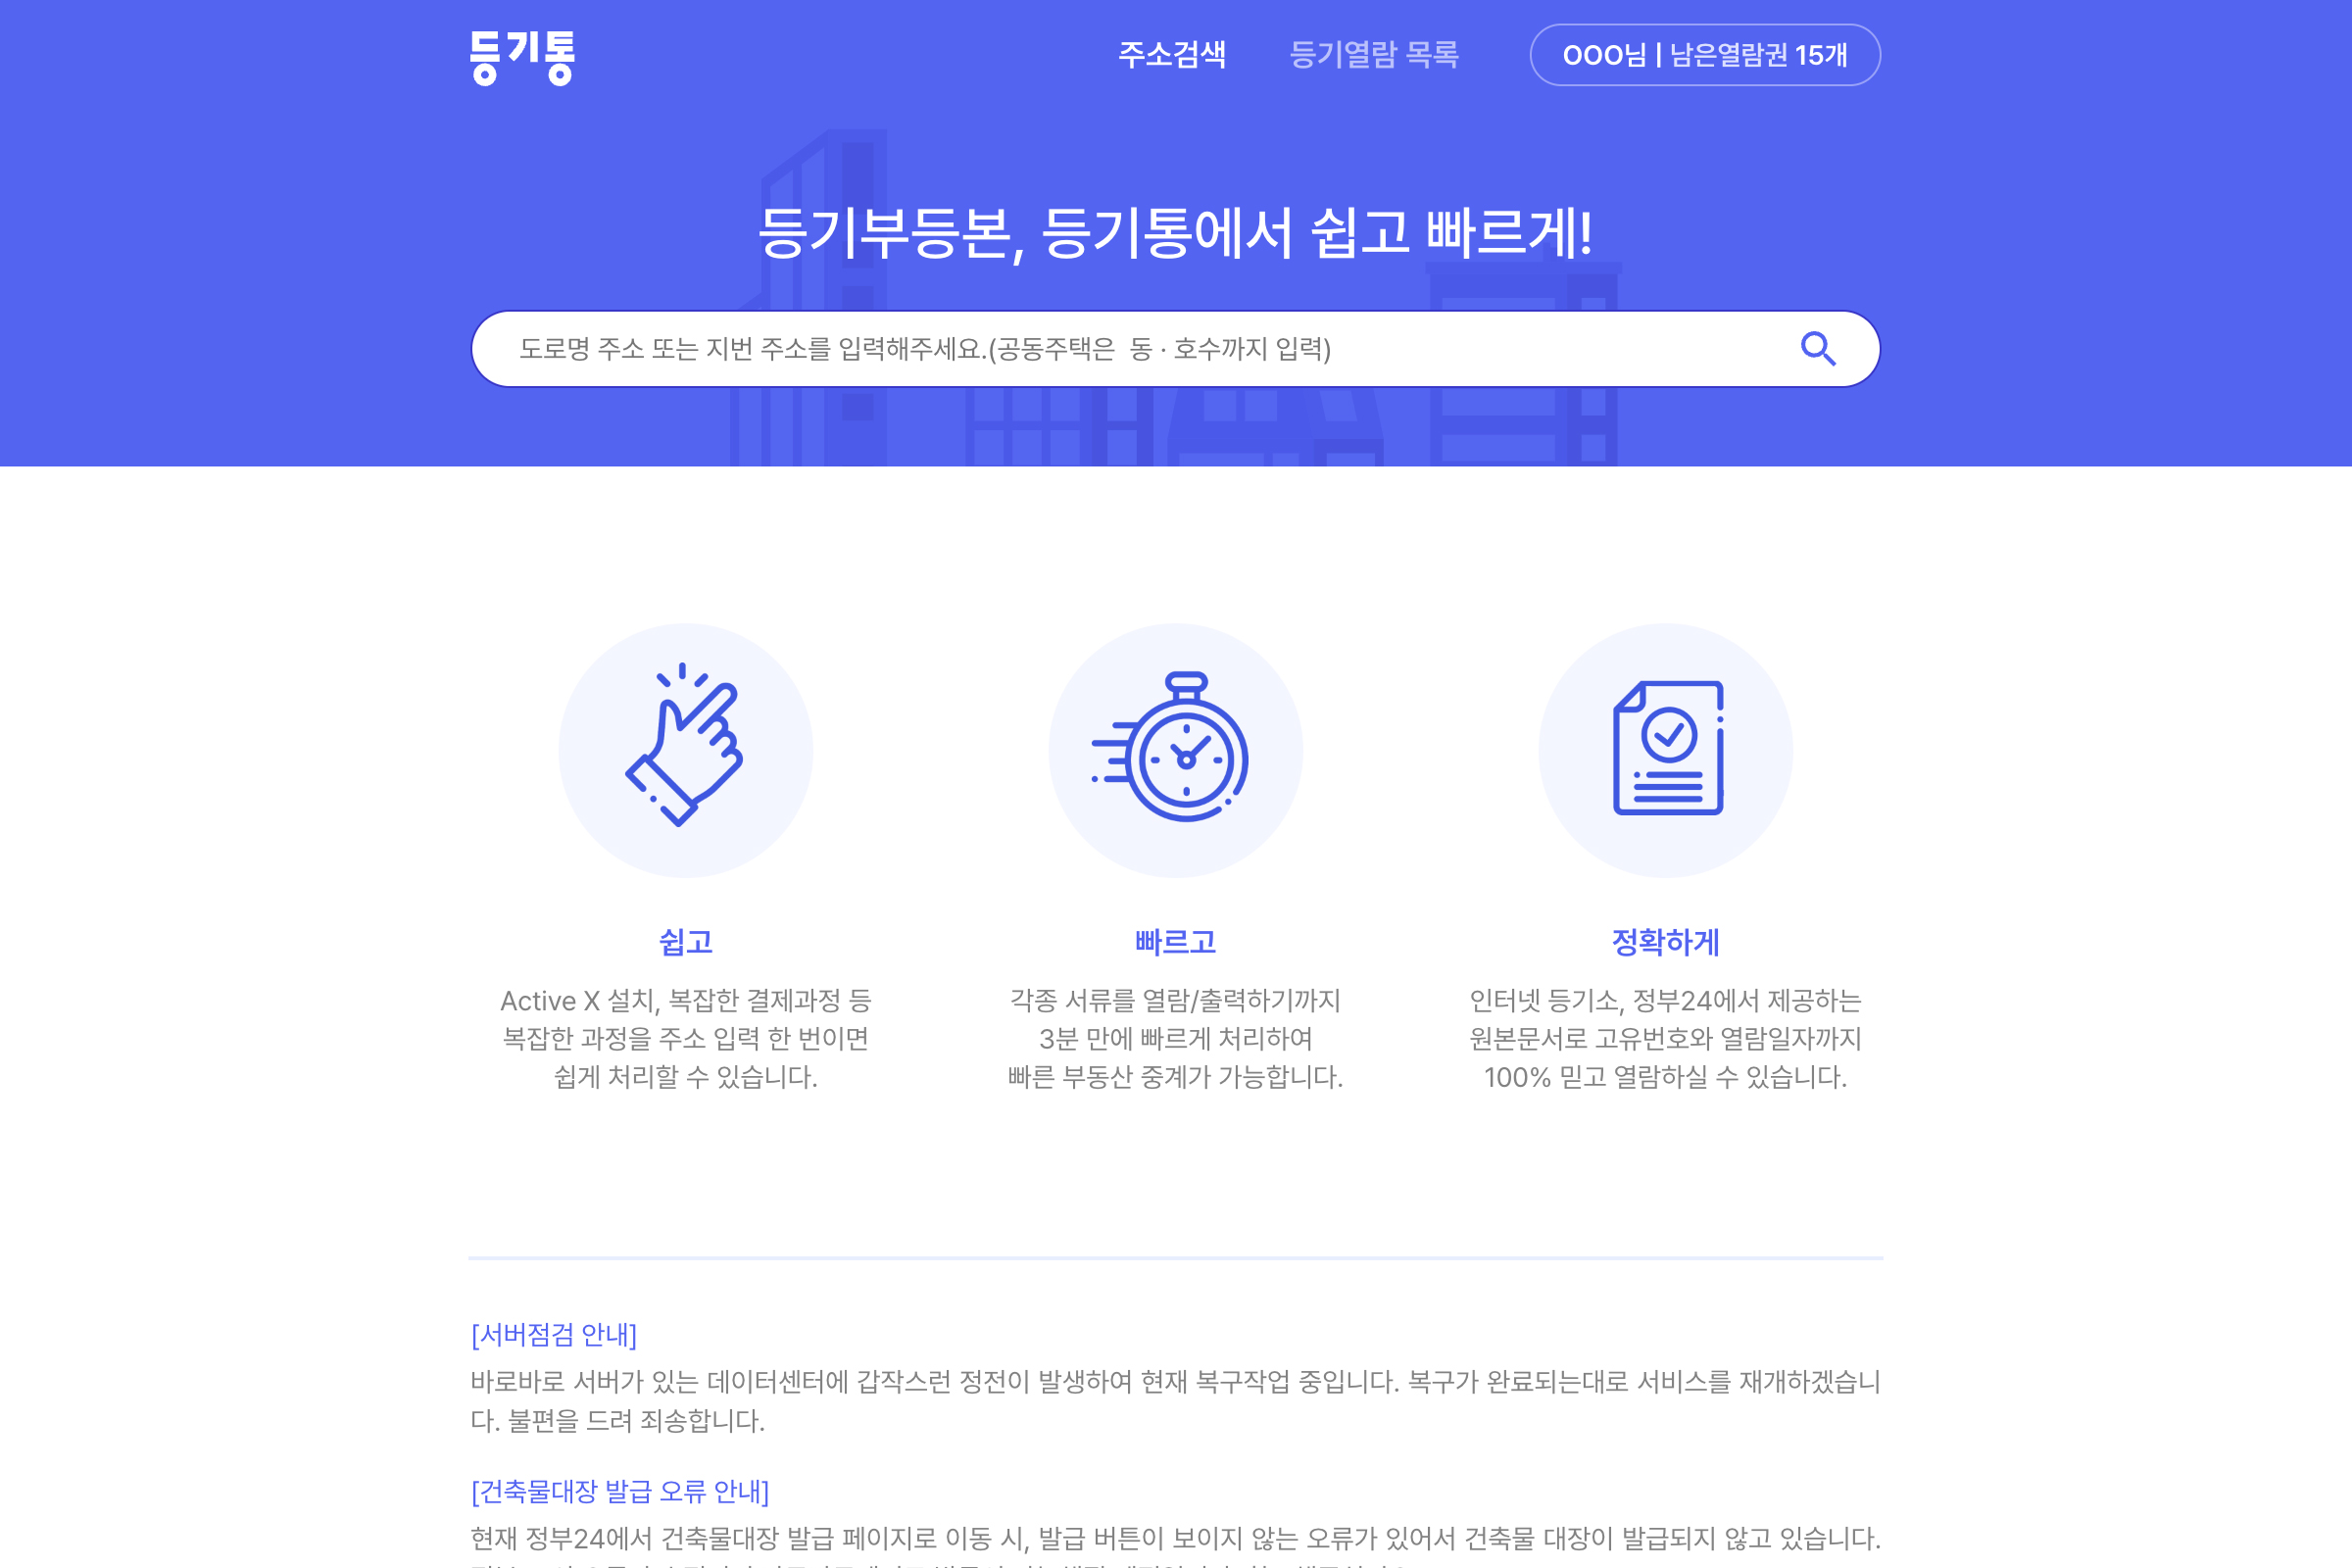 등기통
주소검색
등기열람 목록
OOO님 | 남은열람권 15개
등기부등본, 등기통에서 쉽고 빠르게!
도로명 주소 또는 지번 주소를 입력해주세요.(공동주택은  동 · 호수까지 입력)
쉽고
Active X 설치, 복잡한 결제과정 등
복잡한 과정을 주소 입력 한 번이면
쉽게 처리할 수 있습니다.
빠르고
각종 서류를 열람/출력하기까지
3분 만에 빠르게 처리하여
빠른 부동산 중계가 가능합니다.
정확하게
인터넷 등기소, 정부24에서 제공하는
원본문서로 고유번호와 열람일자까지
100% 믿고 열람하실 수 있습니다.
[서버점검 안내]
바로바로 서버가 있는 데이터센터에 갑작스런 정전이 발생하여 현재 복구작업 중입니다. 복구가 완료되는대로 서비스를 재개하겠습니
다. 불편을 드려 죄송합니다.
[건축물대장 발급 오류 안내]
현재 정부24에서 건축물대장 발급 페이지로 이동 시, 발급 버튼이 보이지 않는 오류가 있어서 건축물 대장이 발급되지 않고 있습니다.